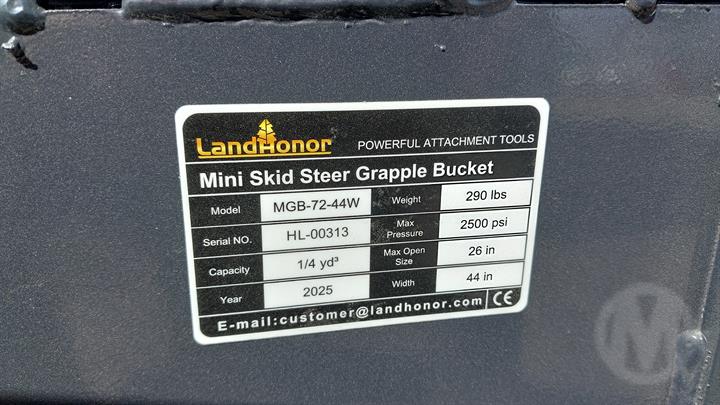 LandHonor POWERFUL ATTACHMENT TOOLS
Mini Skid Steer Grapple Bucket
Model MGB-72-44W Weight 290 lbs
Serial NO. HL-00313 Max Pressure 2500 psi
Capacity 1/4 yd³ Max Open Size 26 in
Year 2025 Width 44 in
E-mail:customer@landhonor.com CE
M